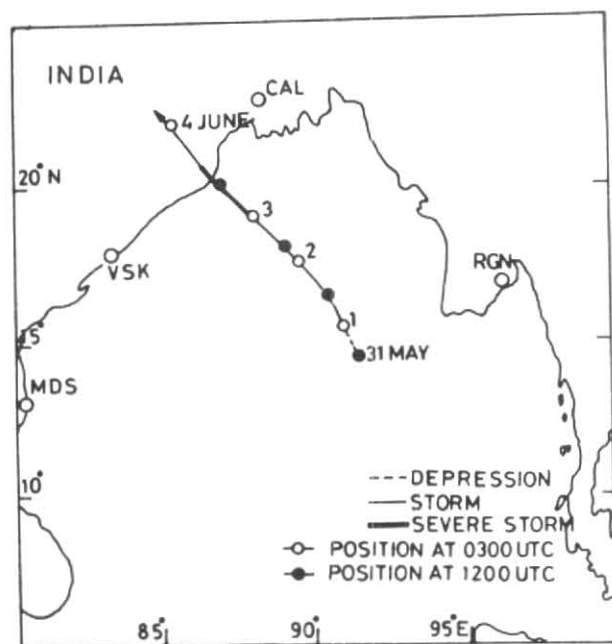 INDIA
CAL
4 JUNE
20°N
3
2
VSK
RGN
1
15°
31 MAY
MDS
DEPRESSION
10°
STORM
SEVERE STORM
POSITION AT 0300 UTC
POSITION AT 1200 UTC
85°
90°
95°E